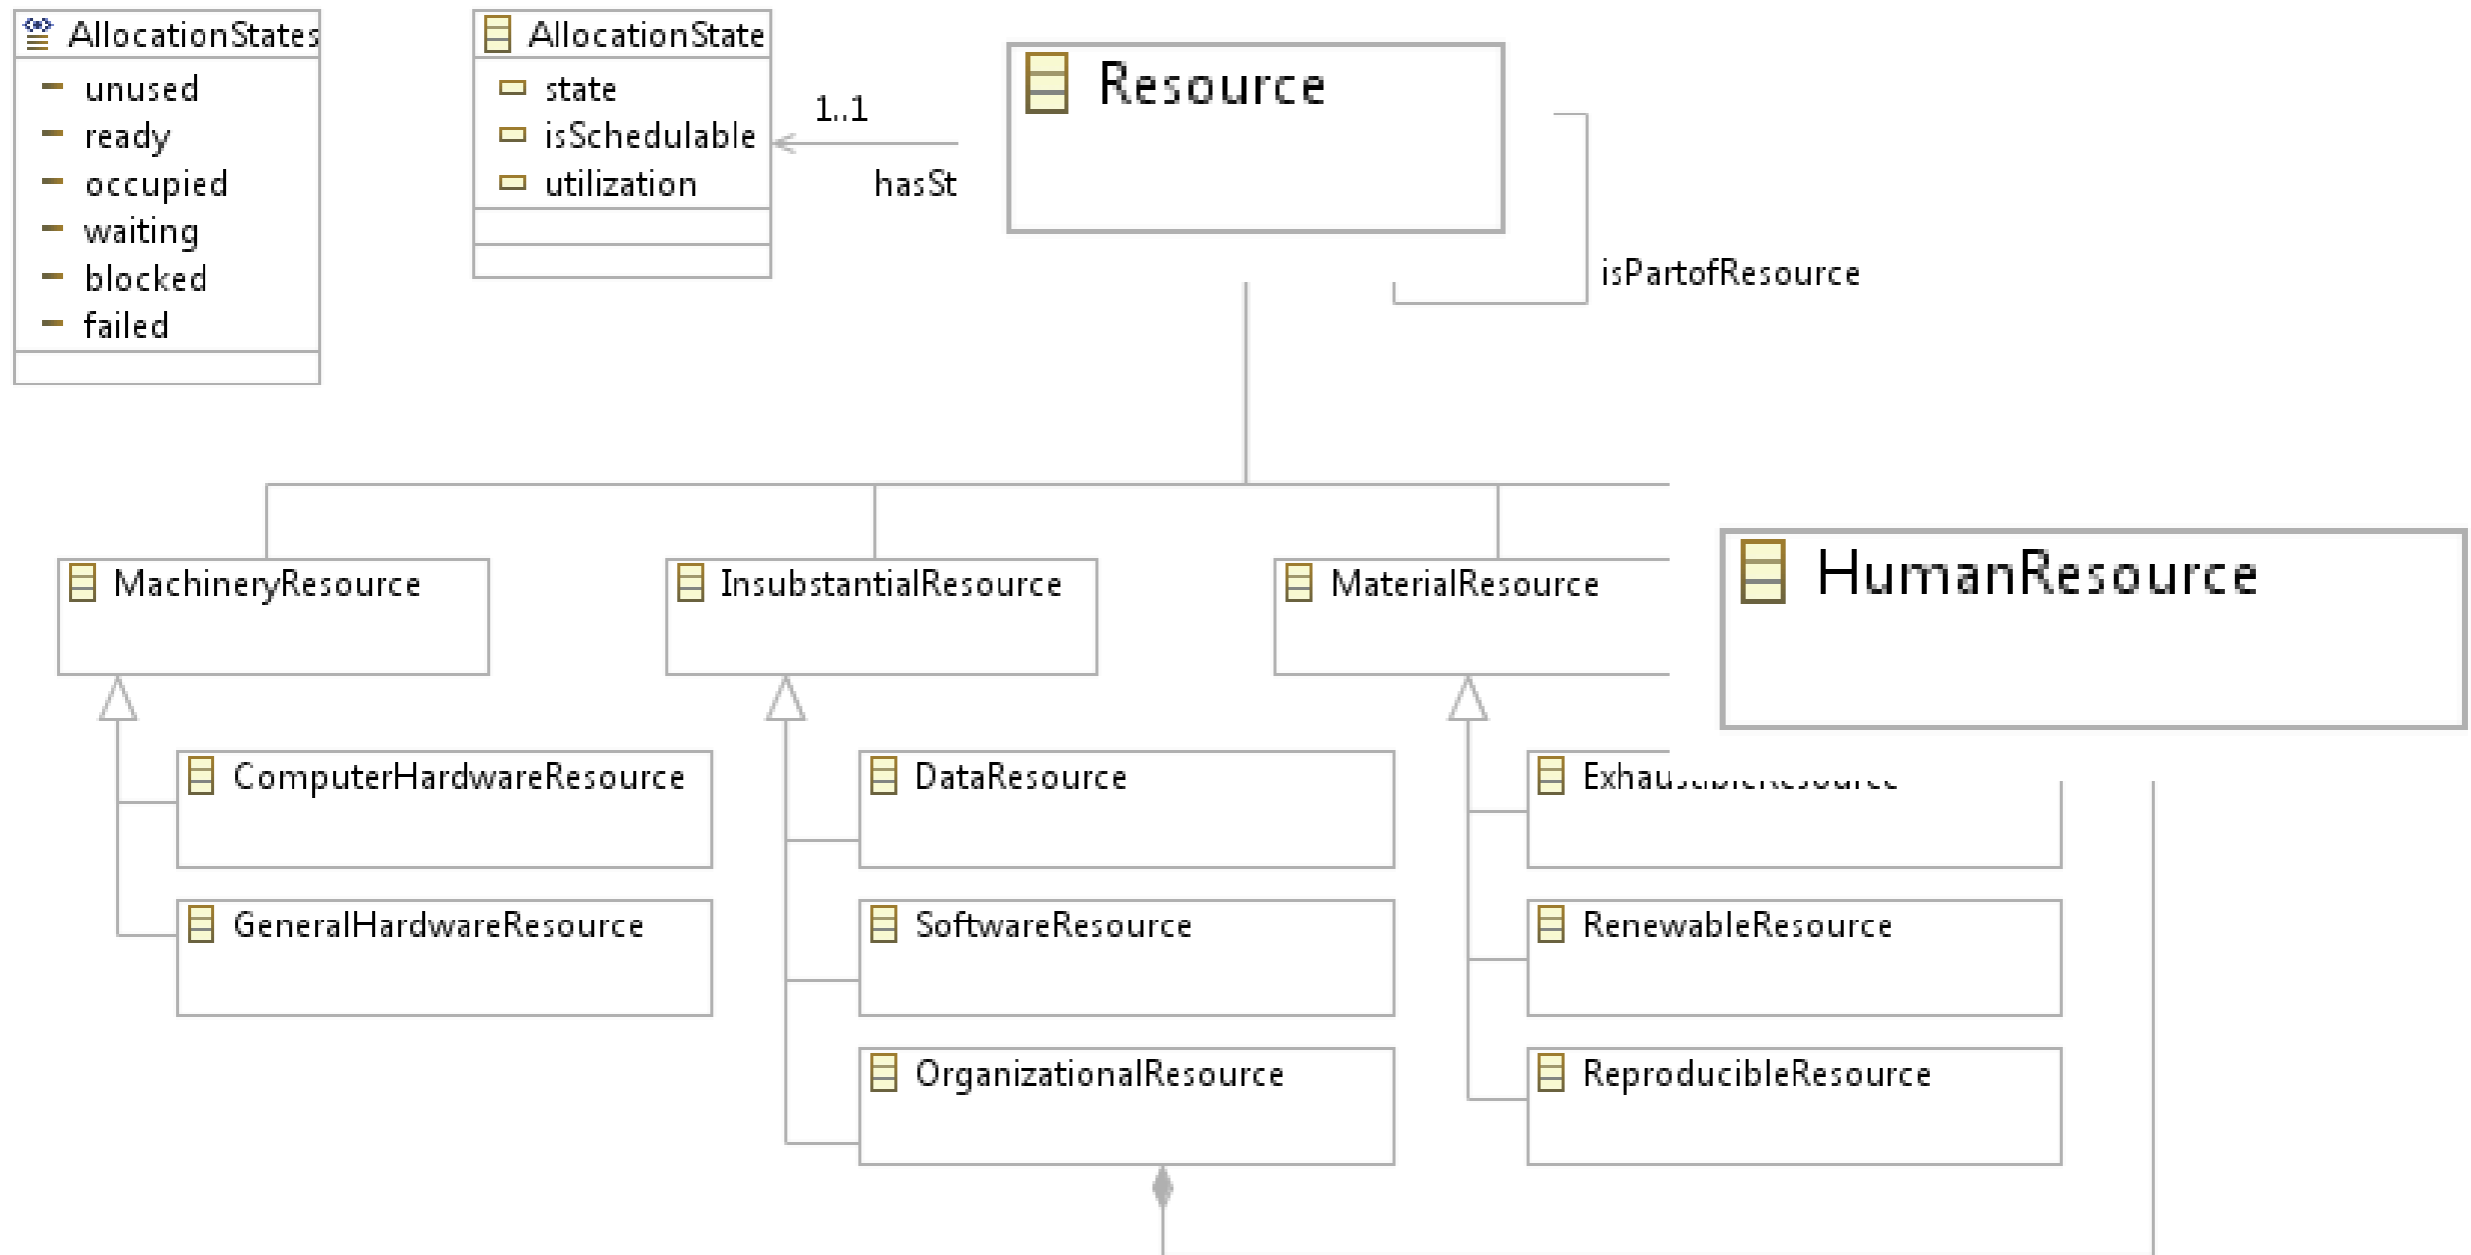 AllocationStates
unused
ready
occupied
waiting
blocked
failed
AllocationState
state
isSchedulable
utilization
1..1
hasSt
Resource
isPartofResource
MachineryResource
InsubstantialResource
MaterialResource
HumanResource
ComputerHardwareResource
GeneralHardwareResource
DataResource
SoftwareResource
OrganizationalResource
RenewableResource
ReproducibleResource